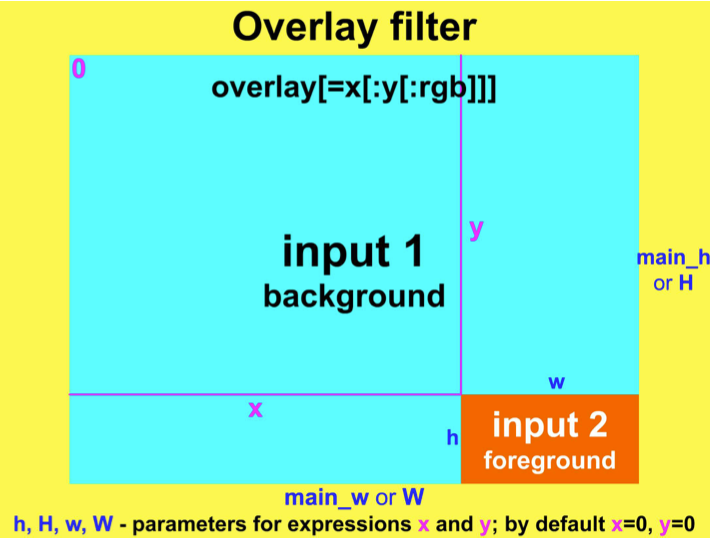 Overlay filter
0
overlay[=x[:y[:rgb]]]
y
input 1
background
main_h
or H
w
x
input 2
h
foreground
main_w or W
h, H, w, W - parameters for expressions x and y; by default x=0, y=0